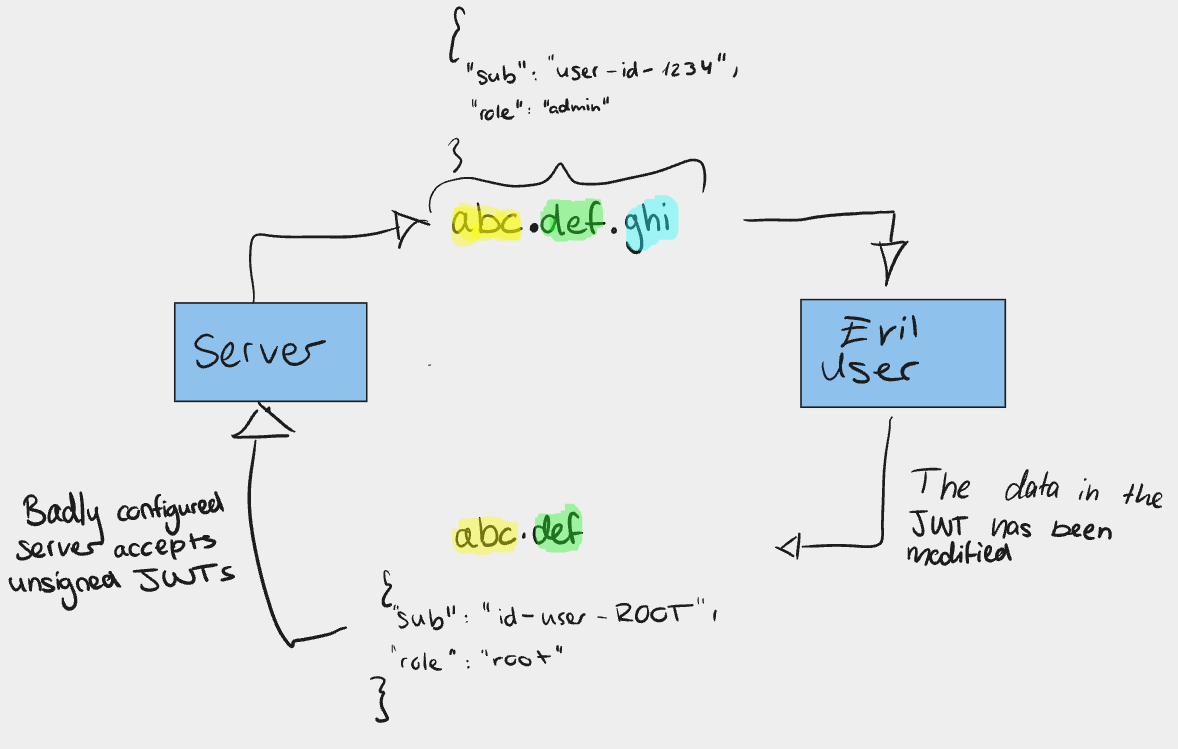 {
"sub": "user-id-1234",
"role": "admin"
}
abc.def.ghi
Server
Evil
User
The data in the
JWT has been
modified
abc.def
{
"sub": "id-user-ROOT",
"role": "root"
}
Badly configured
server accepts
unsigned JWTs